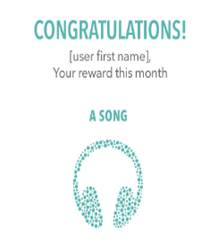 CONGRATULATIONS!
[user first name],
Your reward this month
A SONG